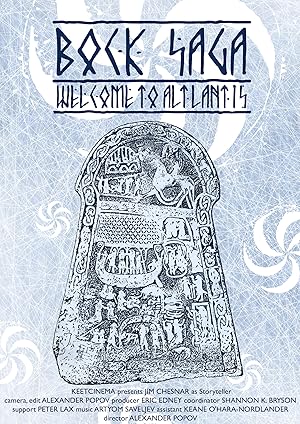 BOCK SAGA
WELCOME TO ALTLANTIS
KEETCINEMA presents JIM CHESNAR as Storyteller
camera, edit ALEXANDER POPOV producer ERIC EDNEY coordinator SHANNON K. BRYSON
support PETER LAX music ARTYOM SAVELJEV assistant KEANE O'HARA-NORDLANDER
director ALEXANDER POPOV